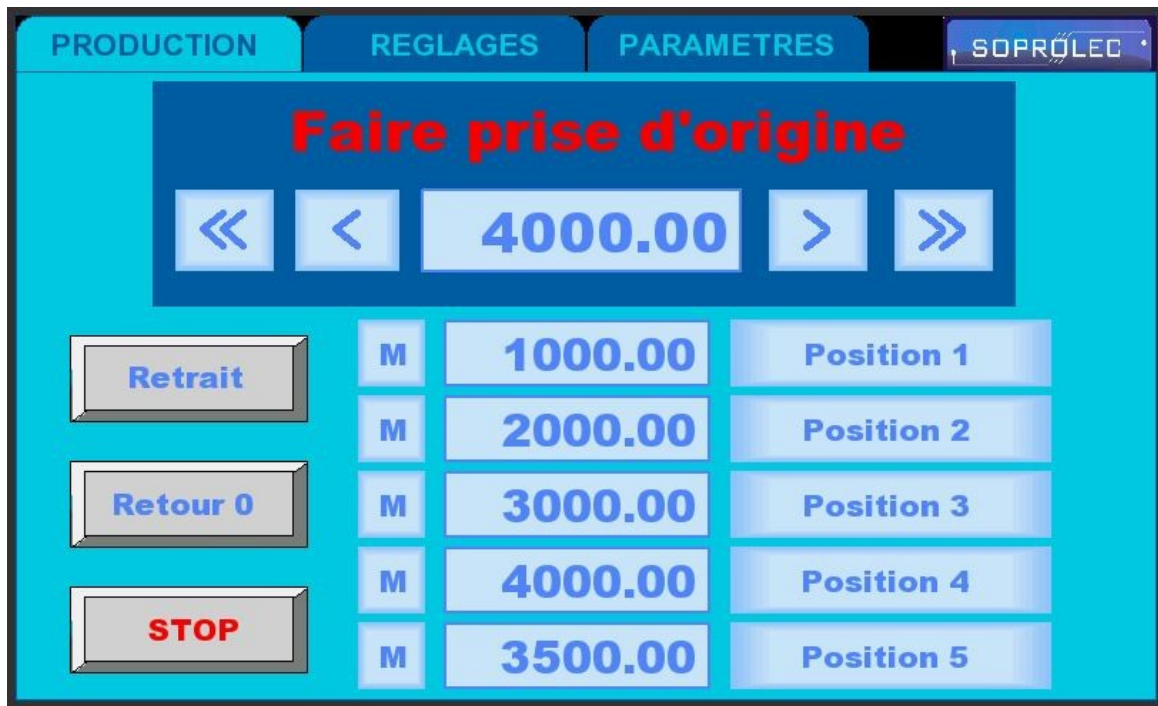 PRODUCTION REGLAGES PARAMETRES SOPROLEC
Faire prise d'origine
« < 4000.00 > »
Retrait
Retour 0
STOP
M 1000.00 Position 1
M 2000.00 Position 2
M 3000.00 Position 3
M 4000.00 Position 4
M 3500.00 Position 5